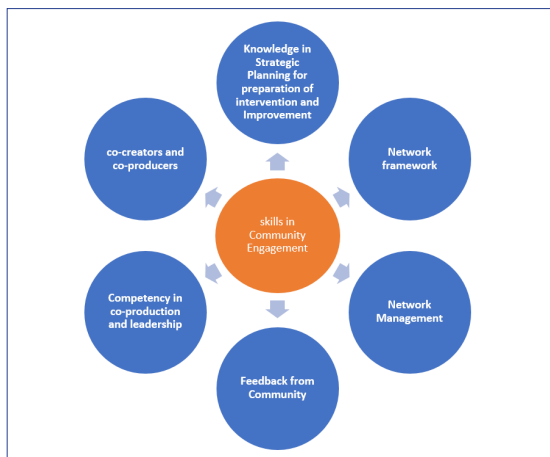 Knowledge in
Strategic
Planning for
preparation of
intervention and
Improvement
co-creators and
co-producers
Network
framework
skills in
Community
Engagement
Competency in
co-production
and leadership
Network
Management
Feedback from
Community